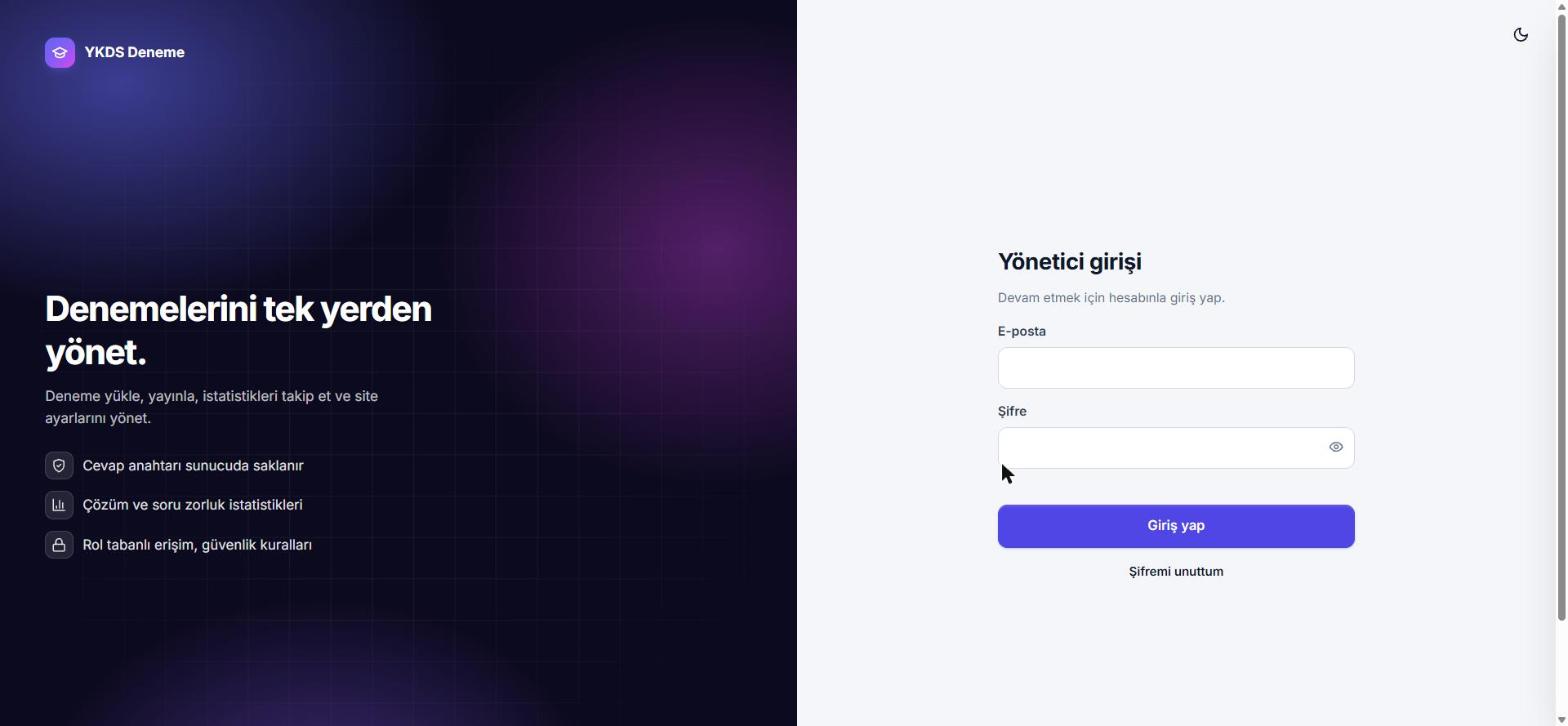 YKDS Deneme
Denemelerini tek yerden
yönet.
Deneme yükle, yayınla, istatistikleri takip et ve site
ayarlarını yönet.
Cevap anahtarı sunucuda saklanır
Çözüm ve soru zorluk istatistikleri
Rol tabanlı erişim, güvenlik kuralları
Yönetici girişi
Devam etmek için hesabınla giriş yap.
E-posta
Şifre
Giriş yap
Şifremi unuttum